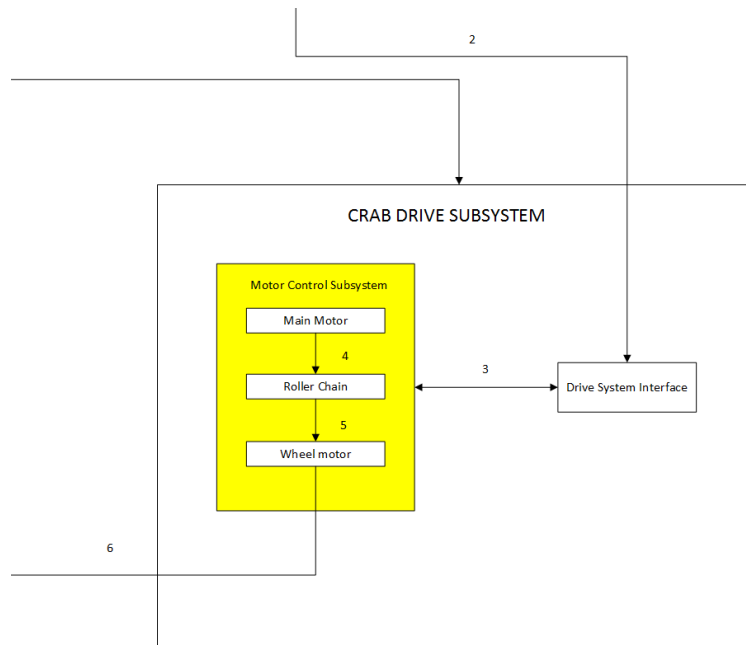 2
CRAB DRIVE SUBSYSTEM
Motor Control Subsystem
Main Motor
4
3
Roller Chain
Drive System Interface
5
Wheel motor
6